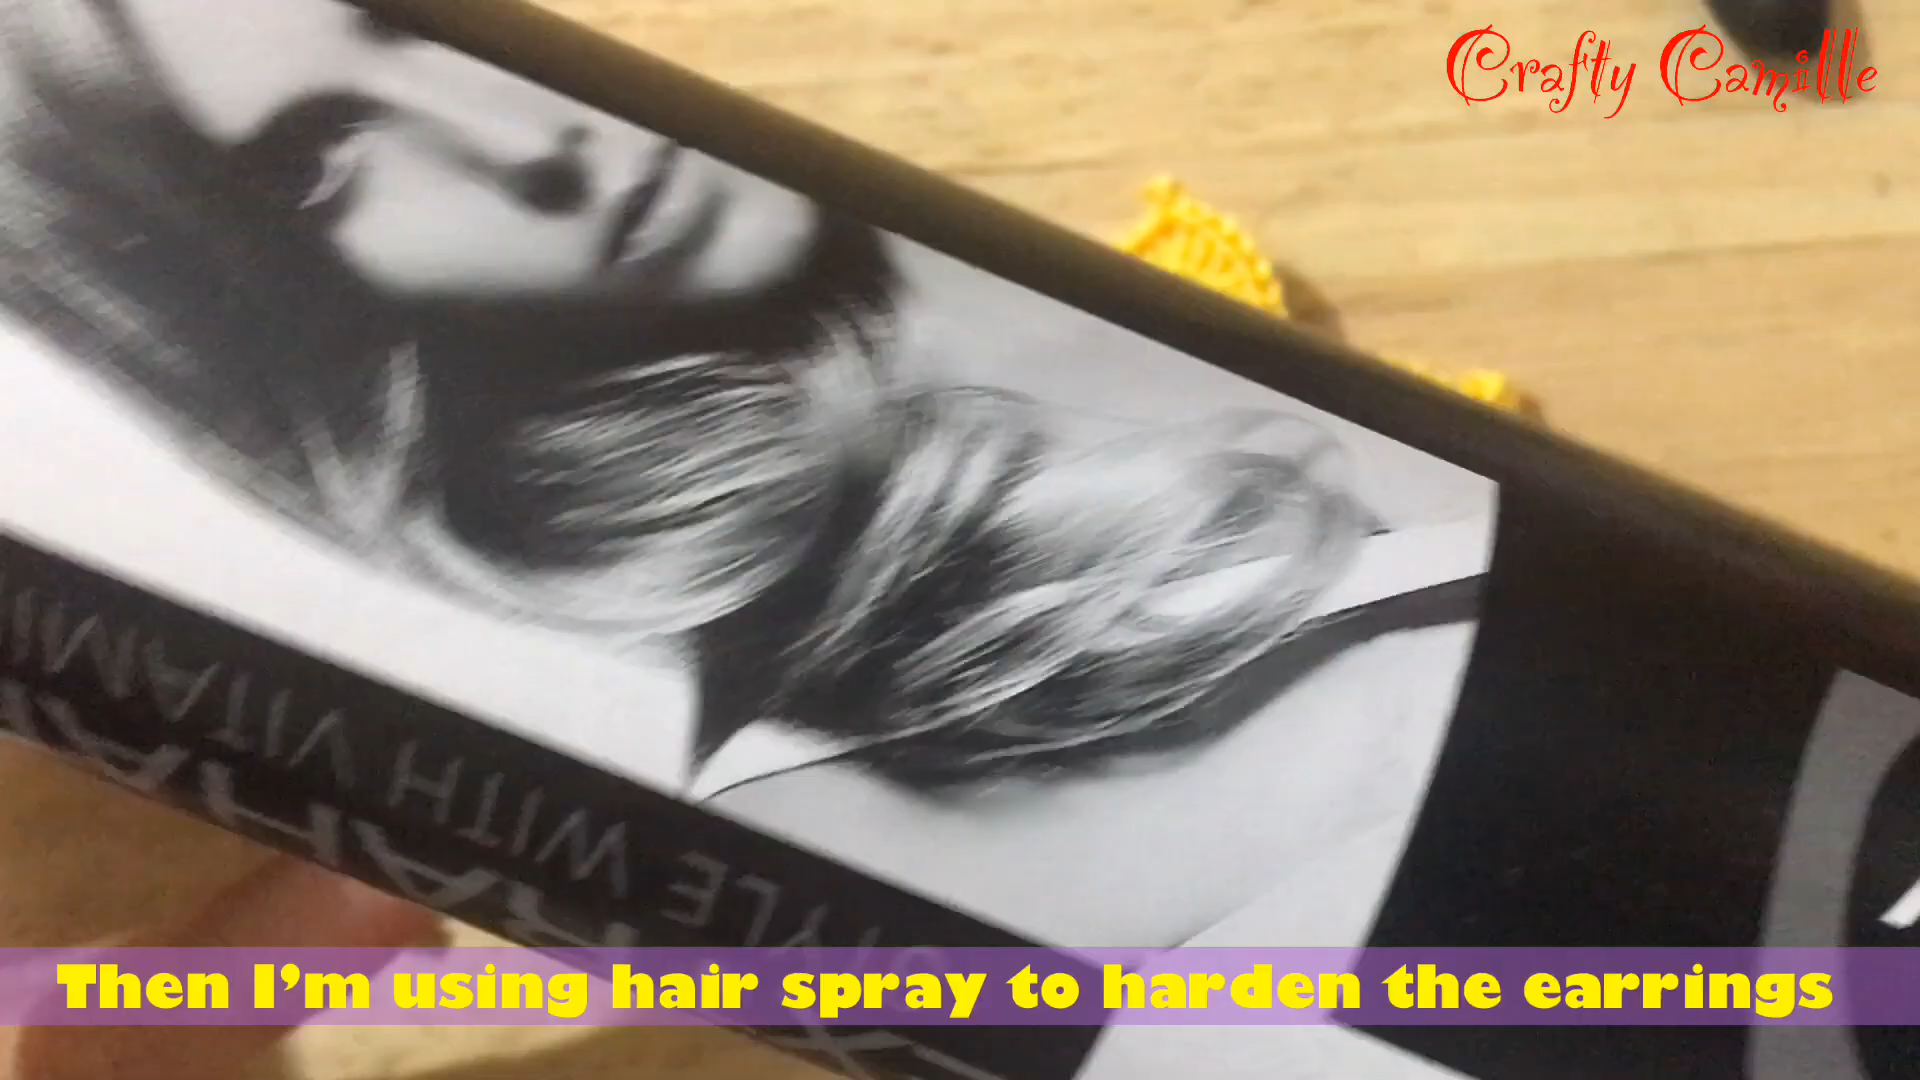 Crafty Camille
STYLE WITH VITAMI
Then I'm using hair spray to harden the earrings